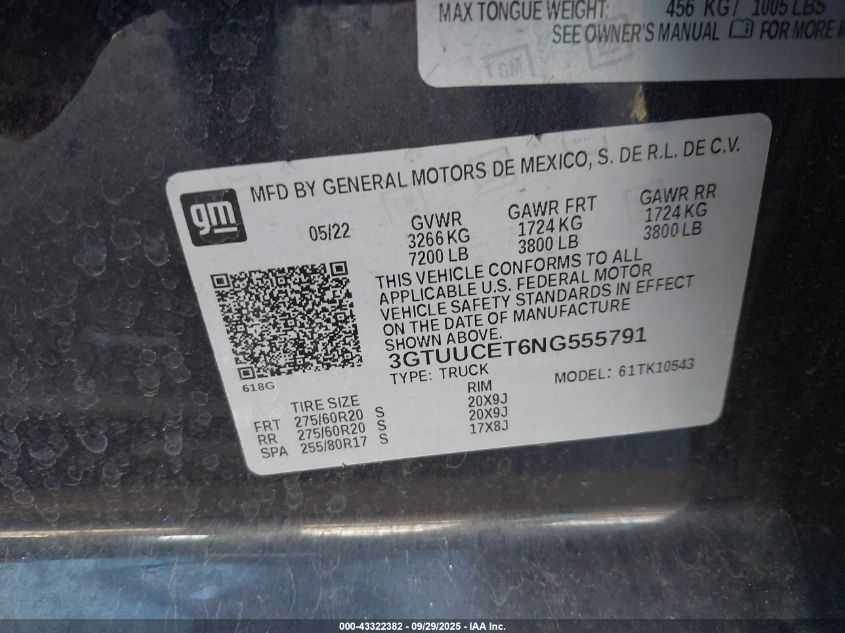 MAX TONGUE WEIGHT: 456 KG / 1005 LBS
SEE OWNER'S MANUAL FOR MORE
GM
gm
MFD BY GENERAL MOTORS DE MEXICO, S. DE R.L. DE C.V.
05/22 GVWR GAWR FRT GAWR RR
3266 KG 1724 KG 1724 KG
7200 LB 3800 LB 3800 LB
THIS VEHICLE CONFORMS TO ALL
APPLICABLE U.S. FEDERAL MOTOR
VEHICLE SAFETY STANDARDS IN EFFECT
ON THE DATE OF MANUFACTURE
SHOWN ABOVE.
3GTUUCET6NG555791
TYPE: TRUCK MODEL: 61TK10543
618G
TIRE SIZE RIM
FRT 275/60R20 S 20X9J
RR 275/60R20 S 20X9J
SPA 255/80R17 S 17X8J
000-43322382 - 09/29/2025 - IAA Inc.